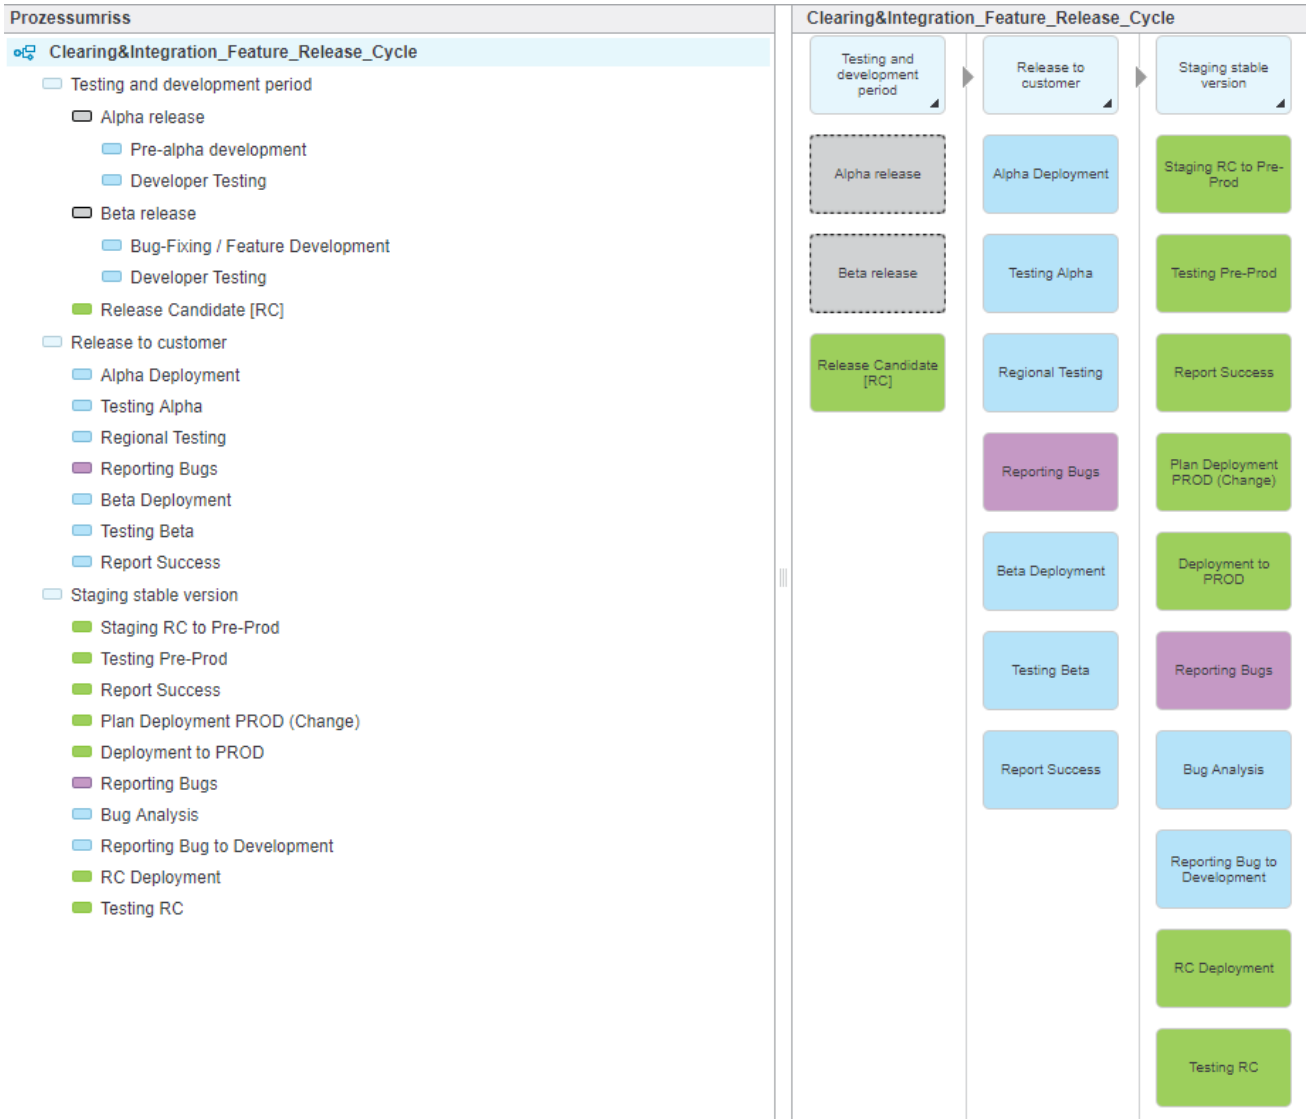 Prozessumriss
Clearing&Integration_Feature_Release_Cycle
Testing and development period
Alpha release
Pre-alpha development
Developer Testing
Beta release
Bug-Fixing / Feature Development
Developer Testing
Release Candidate [RC]
Release to customer
Alpha Deployment
Testing Alpha
Regional Testing
Reporting Bugs
Beta Deployment
Testing Beta
Report Success
Staging stable version
Staging RC to Pre-Prod
Testing Pre-Prod
Report Success
Plan Deployment PROD (Change)
Deployment to PROD
Reporting Bugs
Bug Analysis
Reporting Bug to Development
RC Deployment
Testing RC
Clearing&Integration_Feature_Release_Cycle
Testing and
development
period
Alpha release
Beta release
Release Candidate
[RC]
Release to
customer
Alpha Deployment
Testing Alpha
Regional Testing
Reporting Bugs
Beta Deployment
Testing Beta
Report Success
Staging stable
version
Staging RC to Pre-
Prod
Testing Pre-Prod
Report Success
Plan Deployment
PROD (Change)
Deployment to
PROD
Reporting Bugs
Bug Analysis
Reporting Bug to
Development
RC Deployment
Testing RC